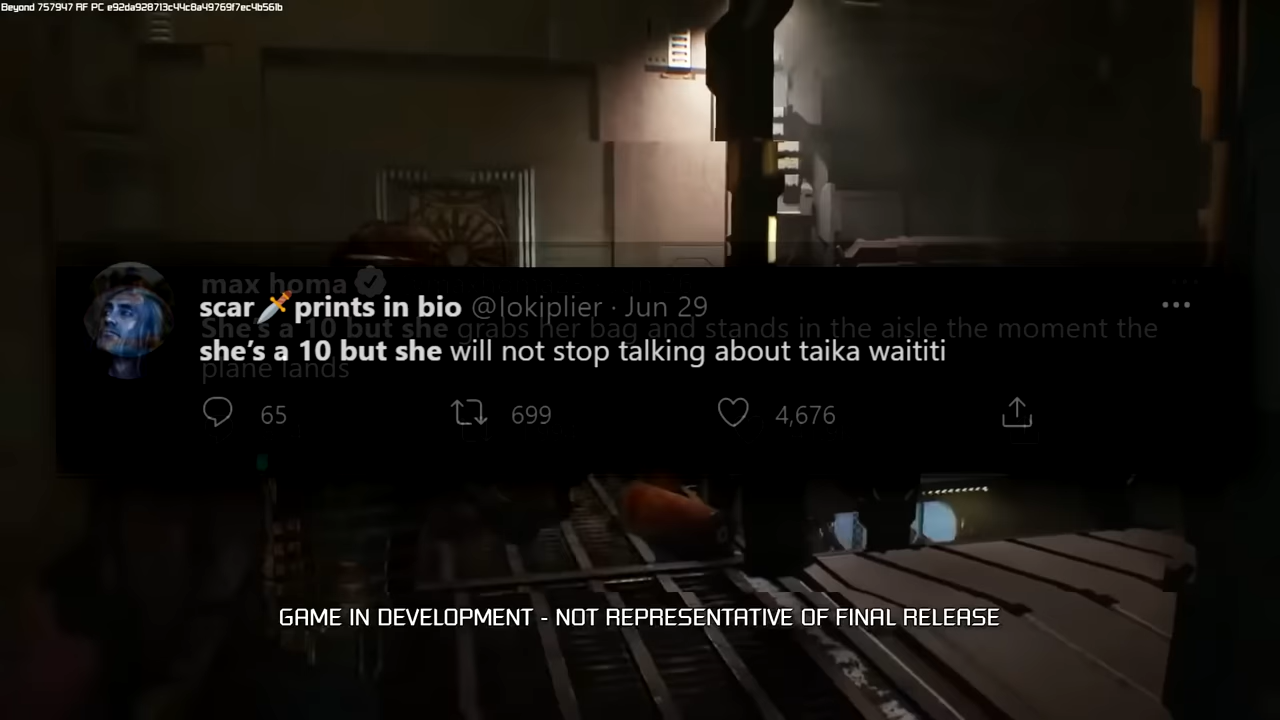 Beyond 757947 RF PC e92da928713c44c8a49769f7ec4b561b
max homa
scar🗡️prints in bio @lokiplier · Jun 29
She's a 10 but she grabs her bag and stands in the aisle the moment the
she's a 10 but she will not stop talking about taika waititi
plane lands
65 699 4,676
GAME IN DEVELOPMENT - NOT REPRESENTATIVE OF FINAL RELEASE